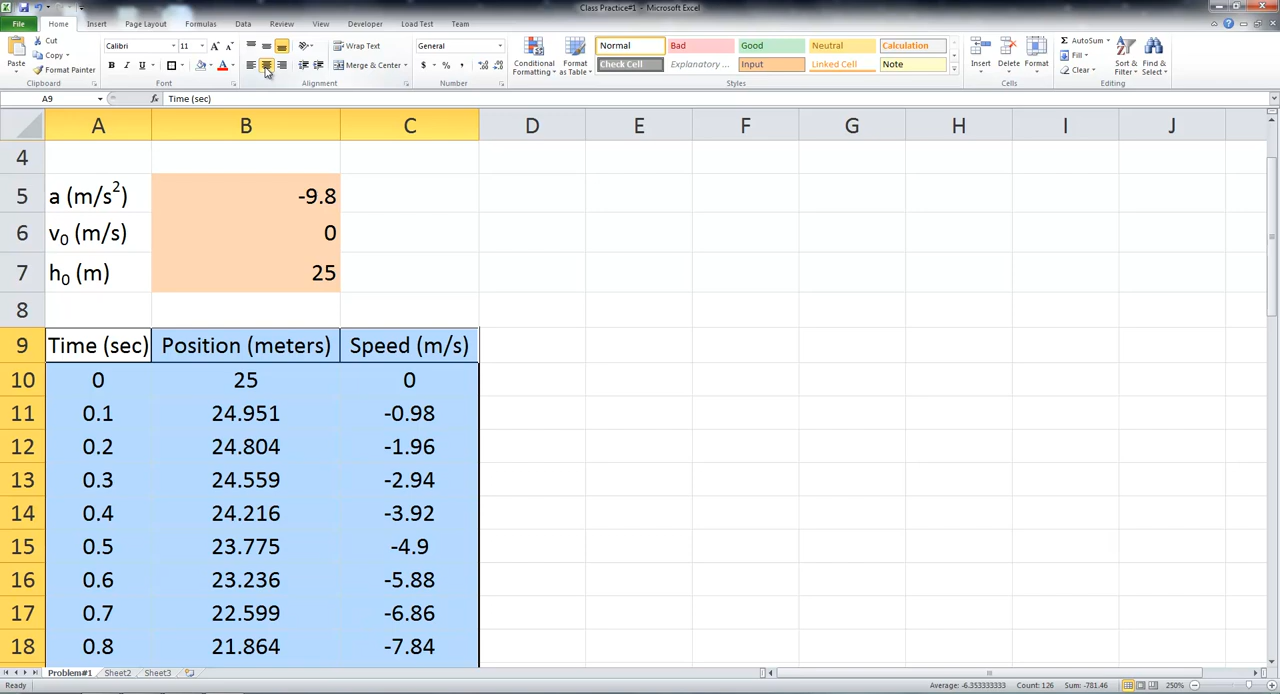 Class Practice#1 - Microsoft Excel
File Home Insert Page Layout Formulas Data Review View Developer Load Test Team
Paste Cut Copy Format Painter Clipboard
Calibri 11 B I U Font
Wrap Text Merge & Center Alignment
General $ % , Number
Conditional Formatting Format as Table
Normal Bad Good Neutral Calculation
Check Cell Explanatory ... Input Linked Cell Note
Styles
Insert Delete Format Cells
AutoSum Fill Clear Sort & Filter Find & Select Editing
A9 fx Time (sec)
A B C D E F G H I J
4
5 a (m/s²) -9.8
6 v₀ (m/s) 0
7 h₀ (m) 25
8
9 Time (sec) Position (meters) Speed (m/s)
10 0 25 0
11 0.1 24.951 -0.98
12 0.2 24.804 -1.96
13 0.3 24.559 -2.94
14 0.4 24.216 -3.92
15 0.5 23.775 -4.9
16 0.6 23.236 -5.88
17 0.7 22.599 -6.86
18 0.8 21.864 -7.84
Problem#1 Sheet2 Sheet3
Ready Average: -6.353333333 Count: 126 Sum: -781.46 250%